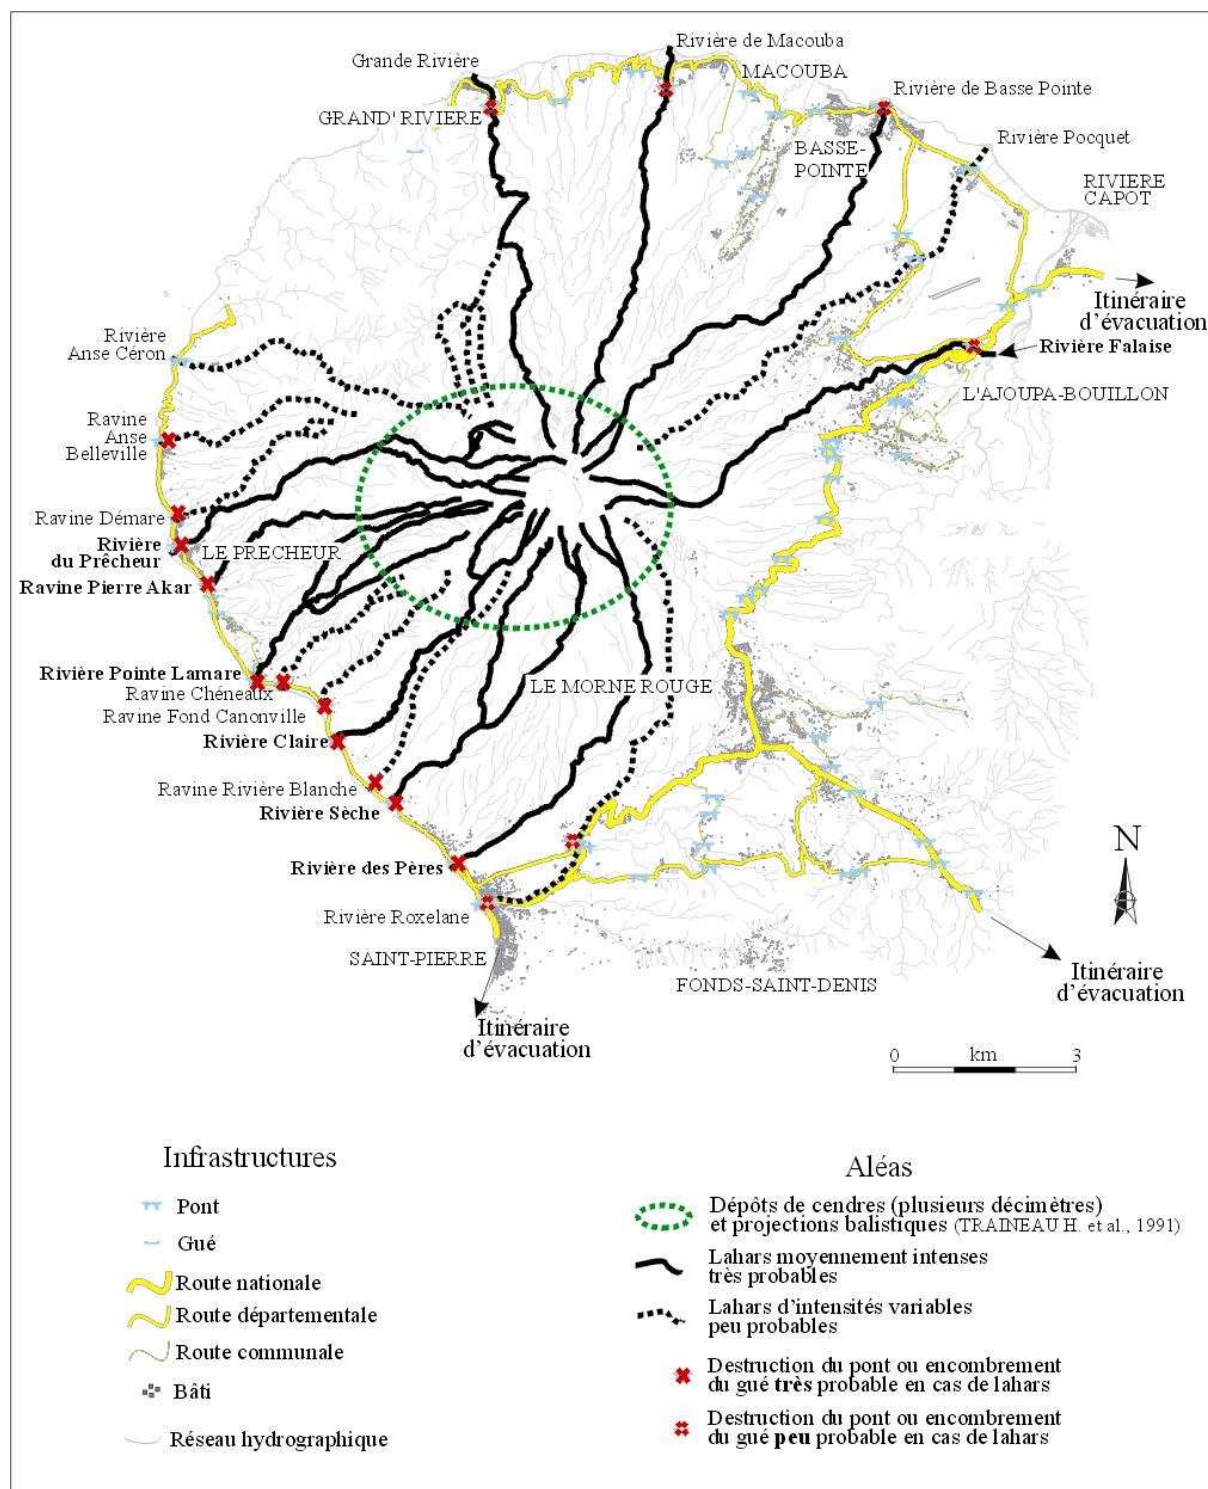 Rivière de Macouba
Grande Rivière
MACOUBA
Rivière de Basse Pointe
GRAND' RIVIERE
BASSE-
POINTE
Rivière Pocquet
RIVIERE
CAPOT
Itinéraire
d'évacuation
Rivière
Anse Céron
Rivière Falaise
L'AJOUPA-BOUILLON
Ravine
Anse
Belleville
Ravine Démare
Rivière
du Prêcheur
LE PRECHEUR
Ravine Pierre Akar
Rivière Pointe Lamare
LE MORNE ROUGE
Ravine Chéneaux
Ravine Fond Canonville
Rivière Claire
Ravine Rivière Blanche
Rivière Sèche
N
Rivière des Pères
Rivière Roxelane
SAINT-PIERRE
FONDS-SAINT-DENIS
Itinéraire
d'évacuation
Itinéraire
d'évacuation
0 km 3
Infrastructures
Pont
Gué
Route nationale
Route départementale
Route communale
Bâti
Réseau hydrographique
Aléas
Dépôts de cendres (plusieurs décimètres)
et projections balistiques (TRAINEAU H. et al., 1991)
Lahars moyennement intenses
très probables
Lahars d'intensités variables
peu probables
Destruction du pont ou encombrement
du gué très probable en cas de lahars
Destruction du pont ou encombrement
du gué peu probable en cas de lahars